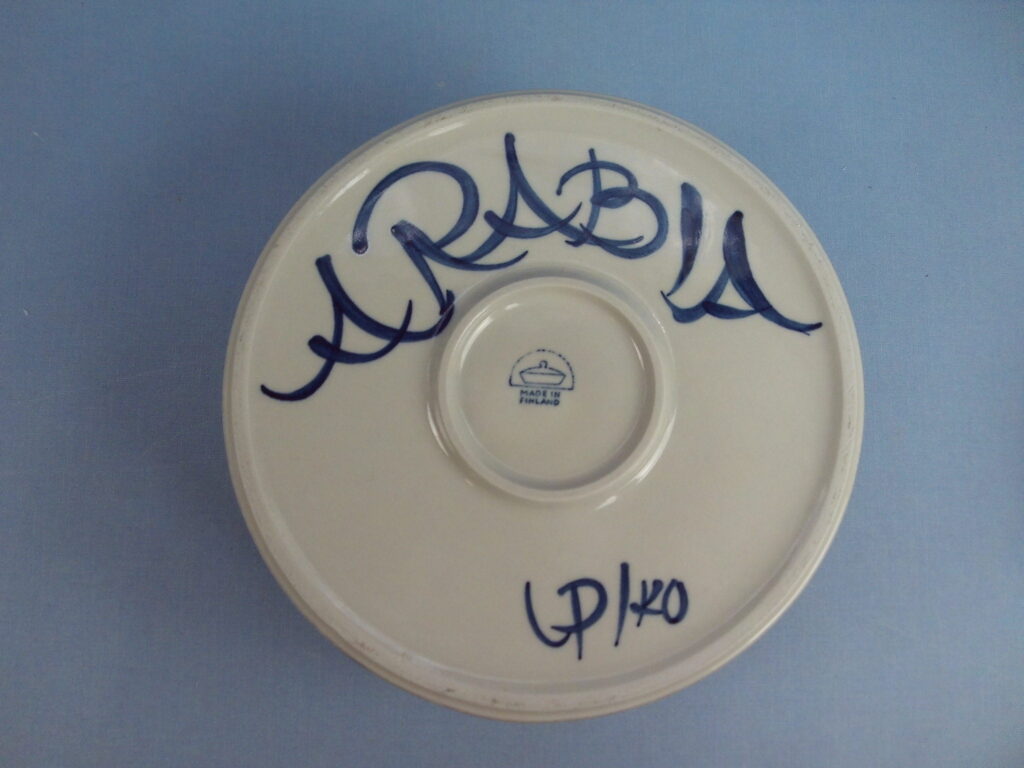 ARABIA
MADE IN
FINLAND
UP/KO